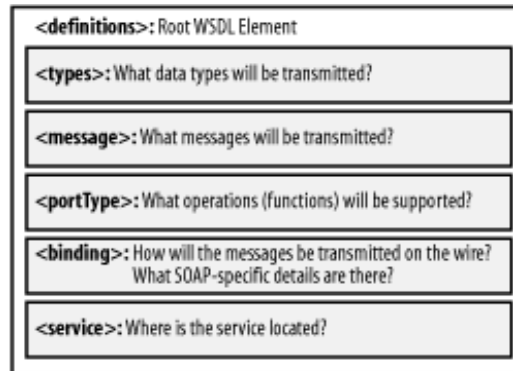 <definitions>: Root WSDL Element
<types>: What data types will be transmitted?
<message>: What messages will be transmitted?
<portType>: What operations (functions) will be supported?
<binding>: How will the messages be transmitted on the wire?
What SOAP-specific details are there?
<service>: Where is the service located?